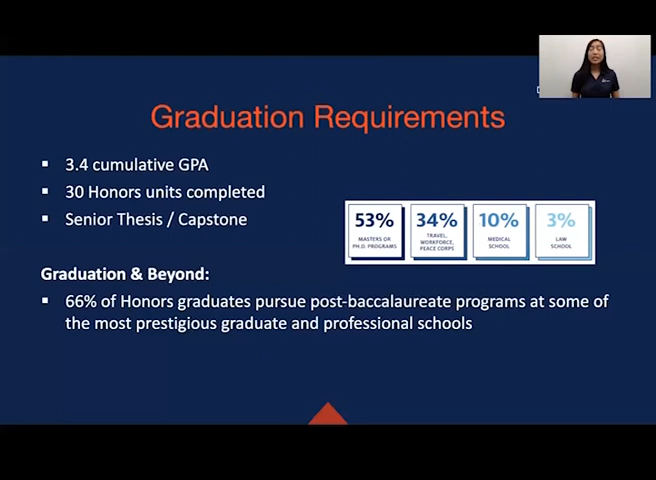 Graduation Requirements
▪ 3.4 cumulative GPA
▪ 30 Honors units completed
▪ Senior Thesis / Capstone
53%
MASTERS OR
PH.D. PROGRAMS
34%
TRAVEL,
WORKFORCE,
PEACE CORPS
10%
MEDICAL
SCHOOL
3%
LAW
SCHOOL
Graduation & Beyond:
▪ 66% of Honors graduates pursue post-baccalaureate programs at some of
the most prestigious graduate and professional schools